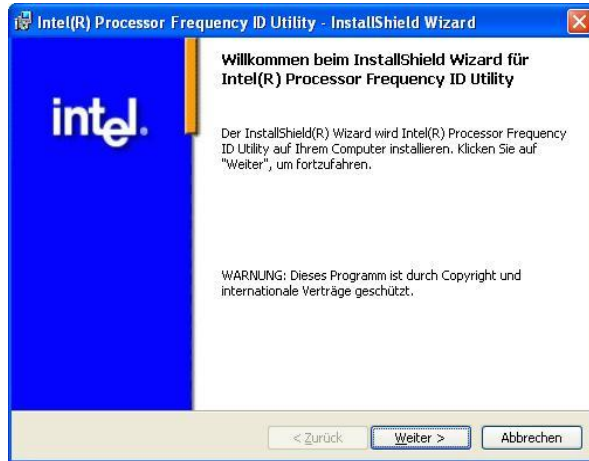 Intel(R) Processor Frequency ID Utility - InstallShield Wizard
Willkommen beim InstallShield Wizard für
Intel(R) Processor Frequency ID Utility
intel.
Der InstallShield(R) Wizard wird Intel(R) Processor Frequency
ID Utility auf Ihrem Computer installieren. Klicken Sie auf
"Weiter", um fortzufahren.
WARNUNG: Dieses Programm ist durch Copyright und
internationale Verträge geschützt.
< Zurück
Weiter >
Abbrechen